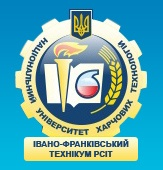 НАЦІОНАЛЬНИЙ УНІВЕРСИТЕТ ХАРЧОВИХ ТЕХНОЛОГІЙ
ІВАНО-ФРАНКІВСЬКИЙ
ТЕХНІКУМ РСІТ